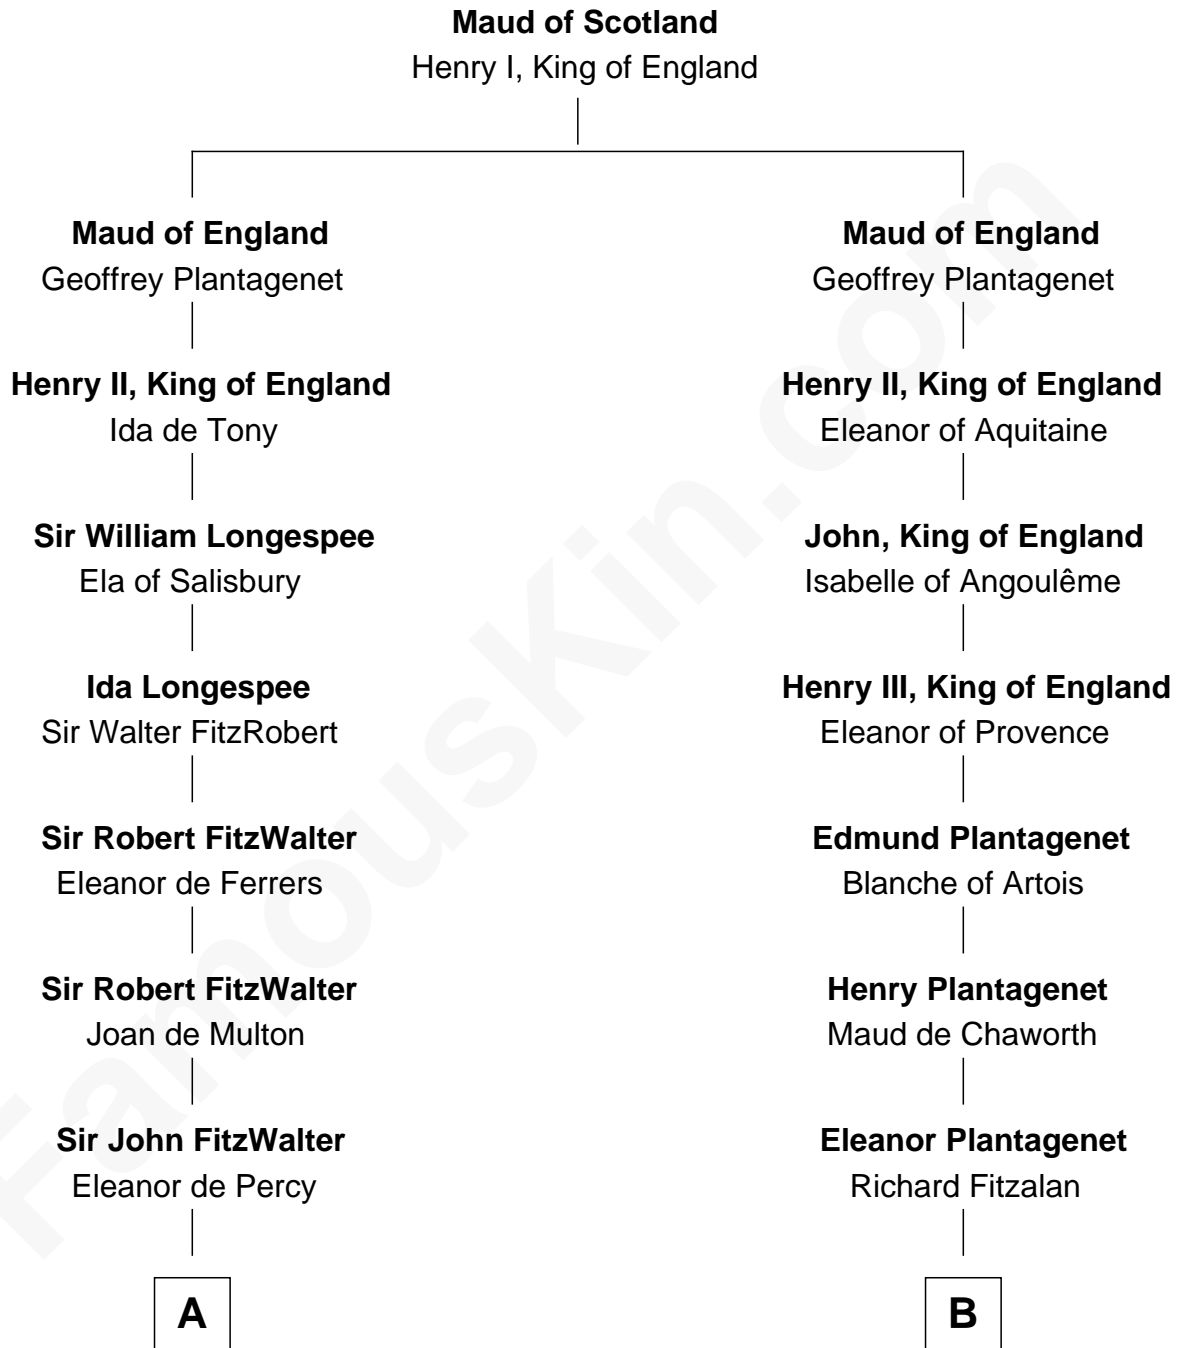 Maud of Scotland
Henry I, King of England
Maud of England
Geoffrey Plantagenet
Henry II, King of England
Ida de Tony
Sir William Longespee
Ela of Salisbury
Ida Longespee
Sir Walter FitzRobert
Sir Robert FitzWalter
Eleanor de Ferrers
Sir Robert FitzWalter
Joan de Multon
Sir John FitzWalter
Eleanor de Percy
A
Maud of England
Geoffrey Plantagenet
Henry II, King of England
Eleanor of Aquitaine
John, King of England
Isabelle of Angoulême
Henry III, King of England
Eleanor of Provence
Edmund Plantagenet
Blanche of Artois
Henry Plantagenet
Maud de Chaworth
Eleanor Plantagenet
Richard Fitzalan
B
FamousKin.com